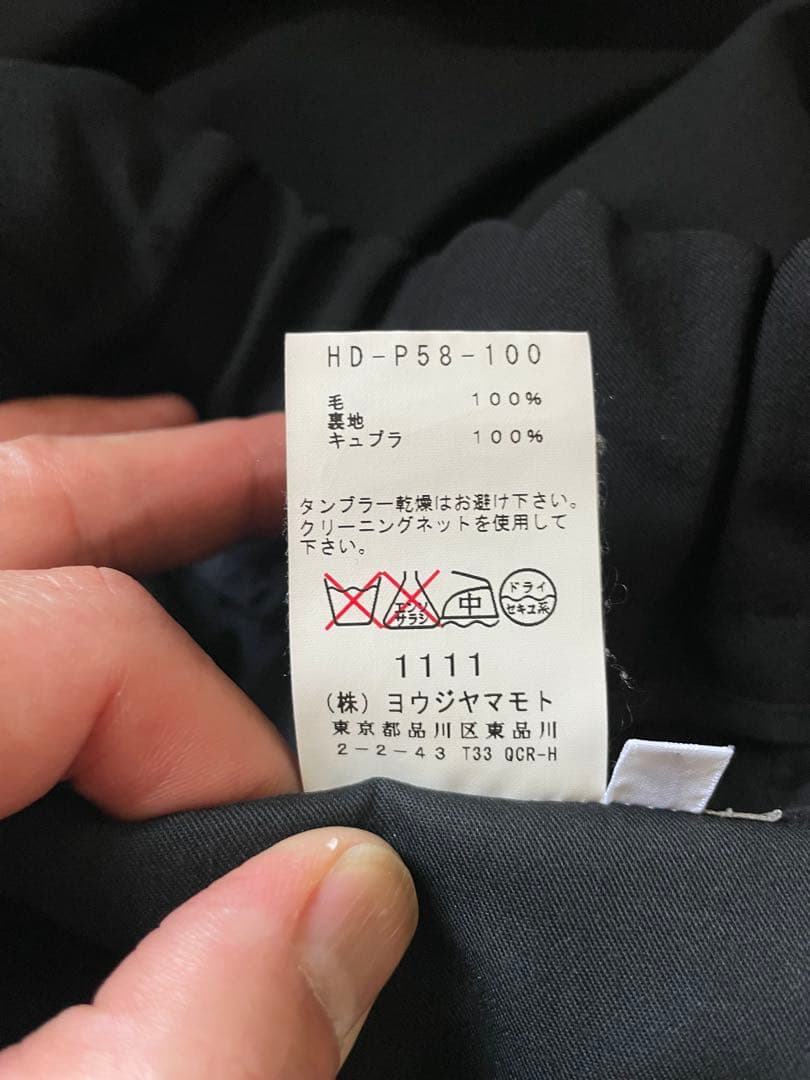 HD-P58-100
毛 100%
裏地
キュプラ 100%
タンブラー乾燥はお避け下さい。
クリーニングネットを使用して
下さい。
エンソ
サラシ
中
ドライ
セキユ系
1111
(株) ヨウジヤマモト
東京都品川区東品川
2-2-43 T33 QCR-H